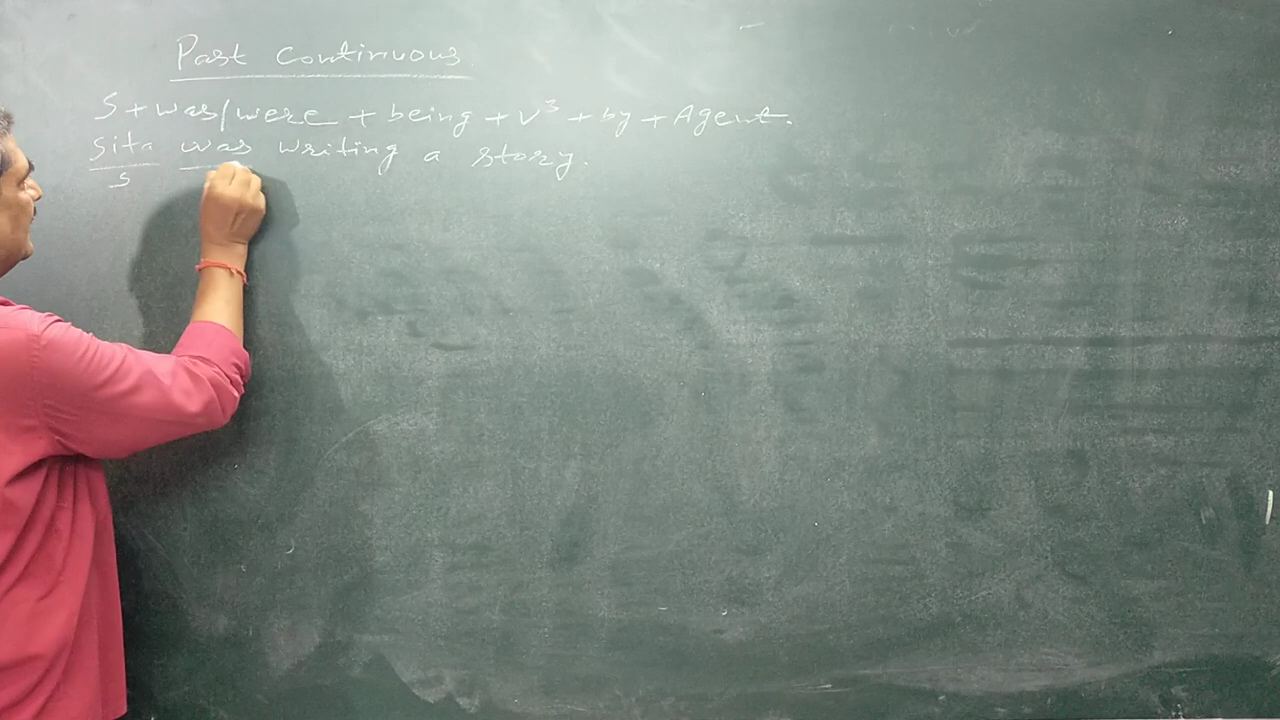 Past Continuous
S + was/were + being + V³ + by + Agent.
Sita was writing a story.
S